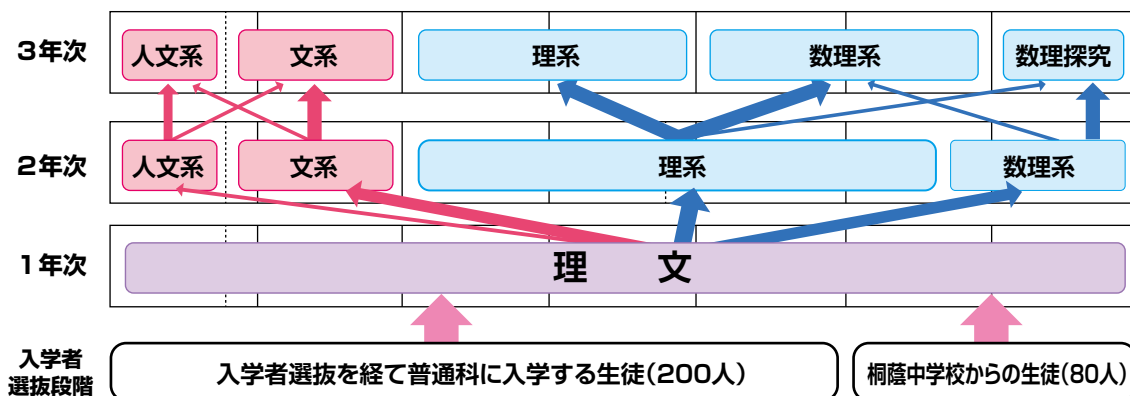 3年次
人文系
文系
理系
数理系
数理探究
2年次
人文系
文系
理系
数理系
1年次
理 文
入学者
選抜段階
入学者選抜を経て普通科に入学する生徒(200人)
桐蔭中学校からの生徒(80人)